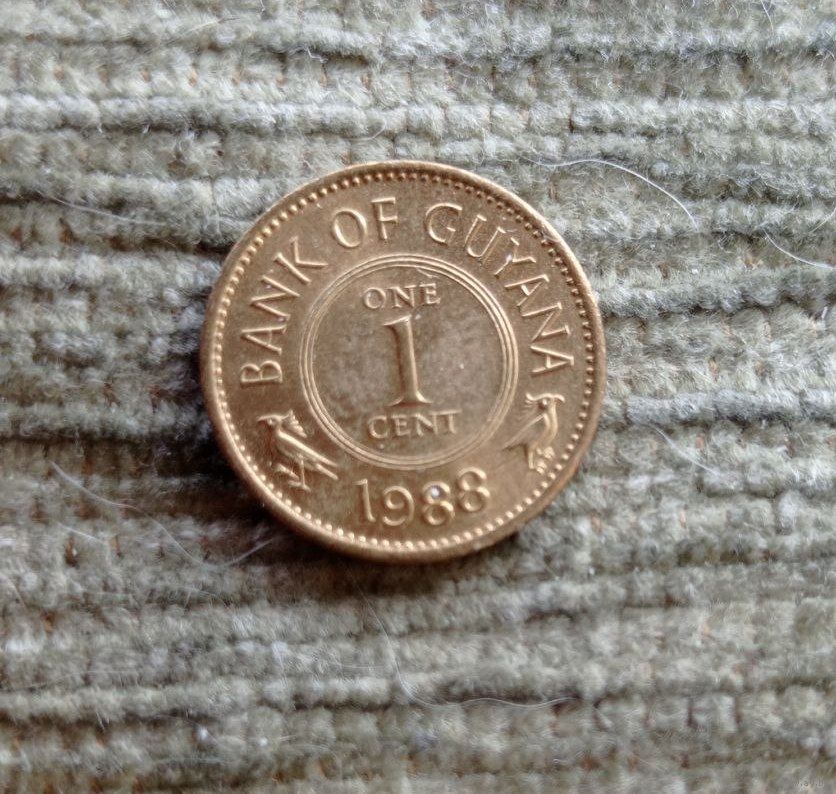 BANK OF GUYANA
ONE
1
CENT
1988